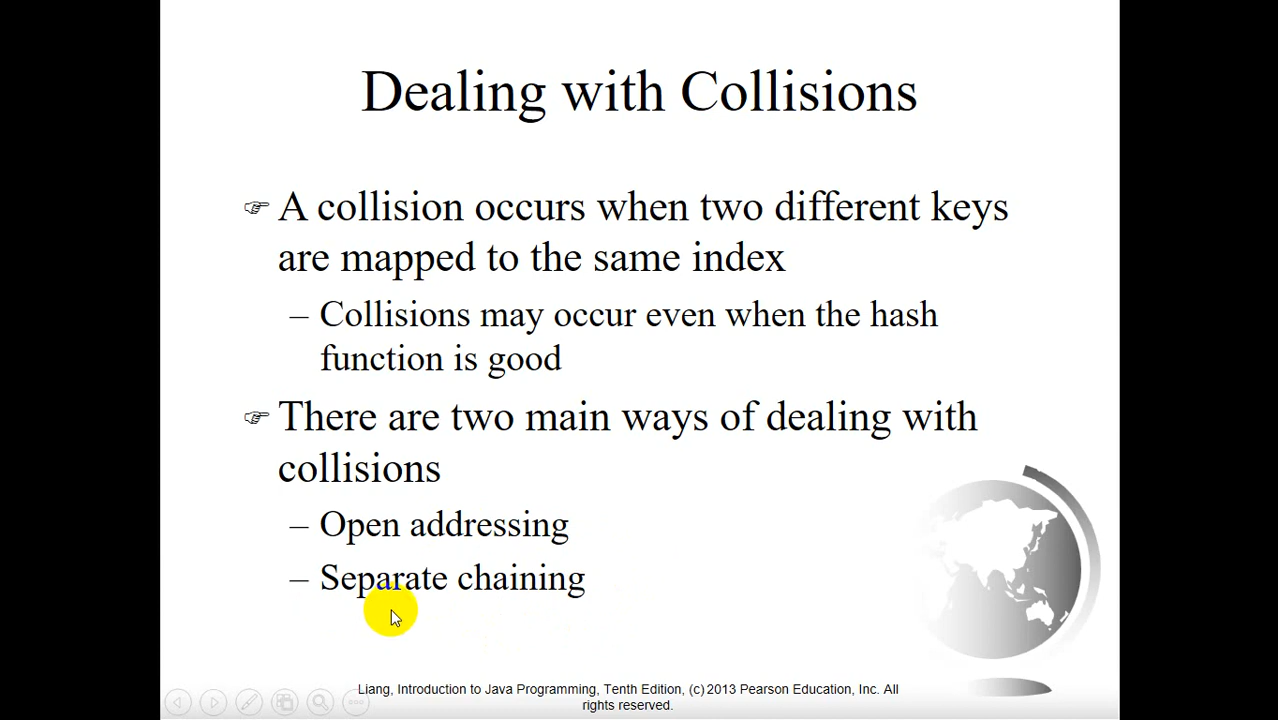 Dealing with Collisions
☞ A collision occurs when two different keys
are mapped to the same index
– Collisions may occur even when the hash
function is good
☞ There are two main ways of dealing with
collisions
– Open addressing
– Separate chaining
Liang, Introduction to Java Programming, Tenth Edition, (c) 2013 Pearson Education, Inc. All
rights reserved.